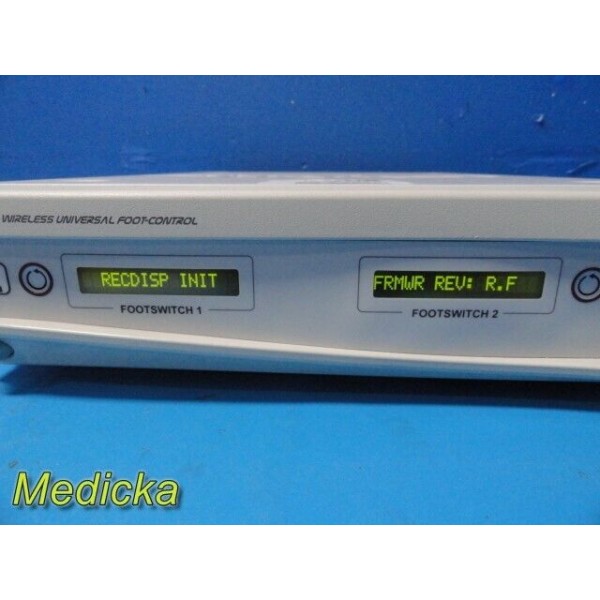 WIRELESS UNIVERSAL FOOT-CONTROL
RECDISP INIT
FRMWR REV: R.F
FOOTSWITCH 1
FOOTSWITCH 2
Medicka